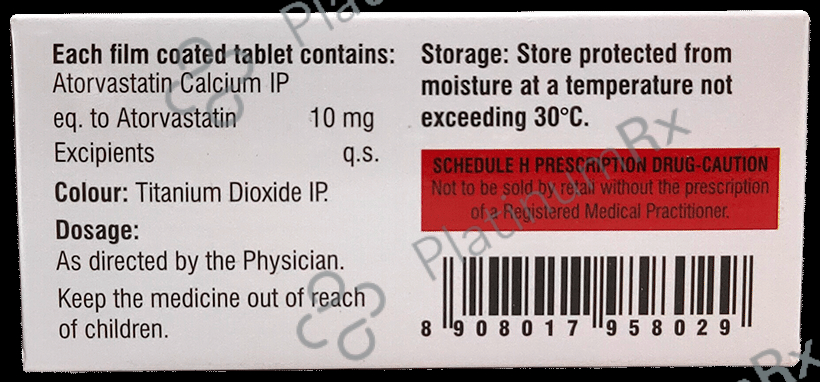 Each film coated tablet contains:
Atorvastatin Calcium IP
eq. to Atorvastatin 10 mg
Excipients q.s.
Colour: Titanium Dioxide IP.
Dosage:
As directed by the Physician.
Keep the medicine out of reach
of children.
Storage: Store protected from
moisture at a temperature not
exceeding 30°C.
SCHEDULE H PRESCRIPTION DRUG-CAUTION
Not to be sold by retail without the prescription
of a Registered Medical Practitioner.
8 908017 958029
PlatinumRx
PlatinumRx
Rx